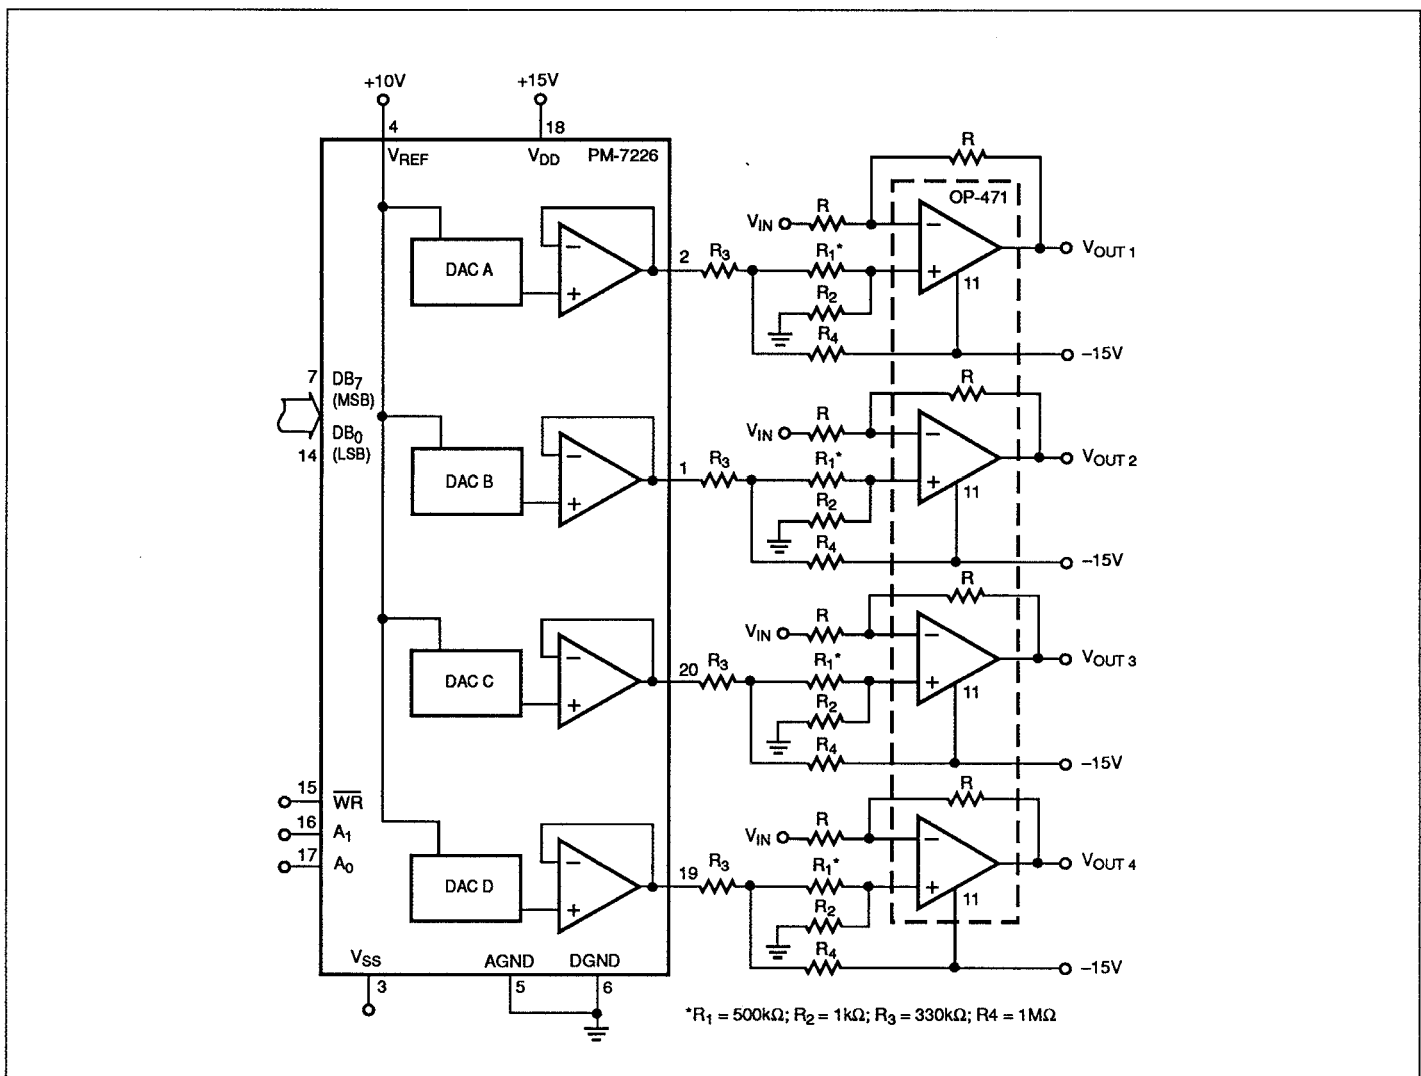 +10V
+15V
4
18
VREF
VDD
PM-7226
R
OP-471
VIN
R
−
+
DAC A
−
+
2
R3
R1*
R2
R4
11
VOUT 1
−15V
7
DB7
(MSB)
DB0
(LSB)
14
R
VIN
R
−
+
DAC B
−
+
1
R3
R1*
R2
R4
11
VOUT 2
−15V
R
VIN
R
−
+
DAC C
−
+
20
R3
R1*
R2
R4
11
VOUT 3
−15V
15
WR
16
A1
17
A0
R
VIN
R
−
+
DAC D
−
+
19
R3
R1*
R2
R4
11
VOUT 4
−15V
VSS
AGND
DGND
3
5
6
*R1 = 500kΩ; R2 = 1kΩ; R3 = 330kΩ; R4 = 1MΩ